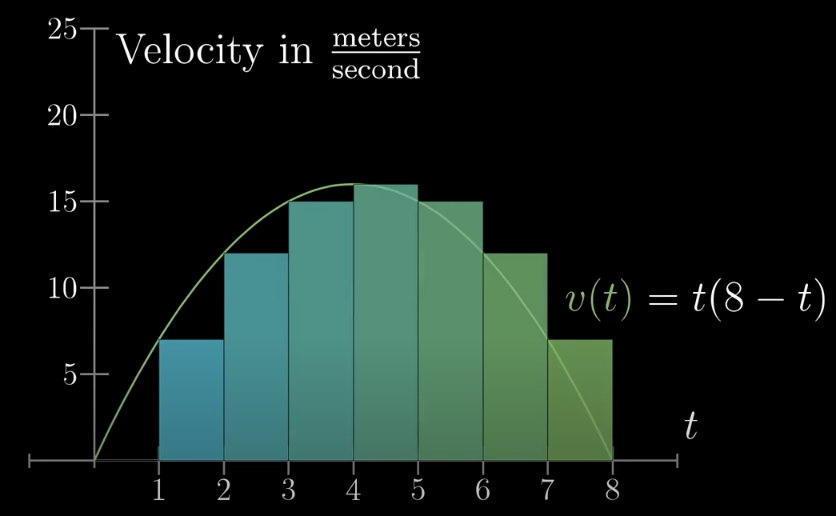 25
Velocity in meters/second
20
15
10
v(t) = t(8 − t)
5
t
1 2 3 4 5 6 7 8